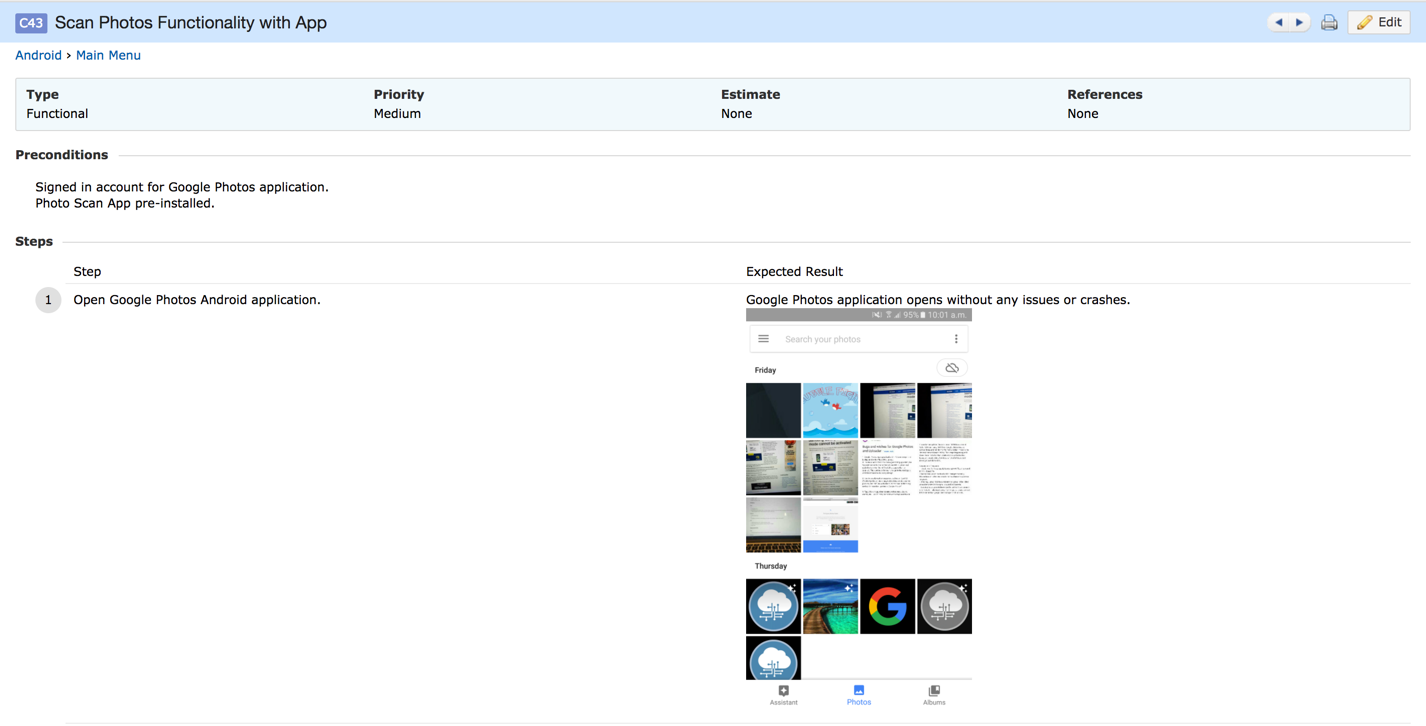 C43 Scan Photos Functionality with App
Edit
Android › Main Menu
Type Priority Estimate References
Functional Medium None None
Preconditions
Signed in account for Google Photos application.
Photo Scan App pre-installed.
Steps
Step Expected Result
1 Open Google Photos Android application. Google Photos application opens without any issues or crashes.
95% 10:01 a.m.
Search your photos
Friday
Thursday
Assistant Photos Albums